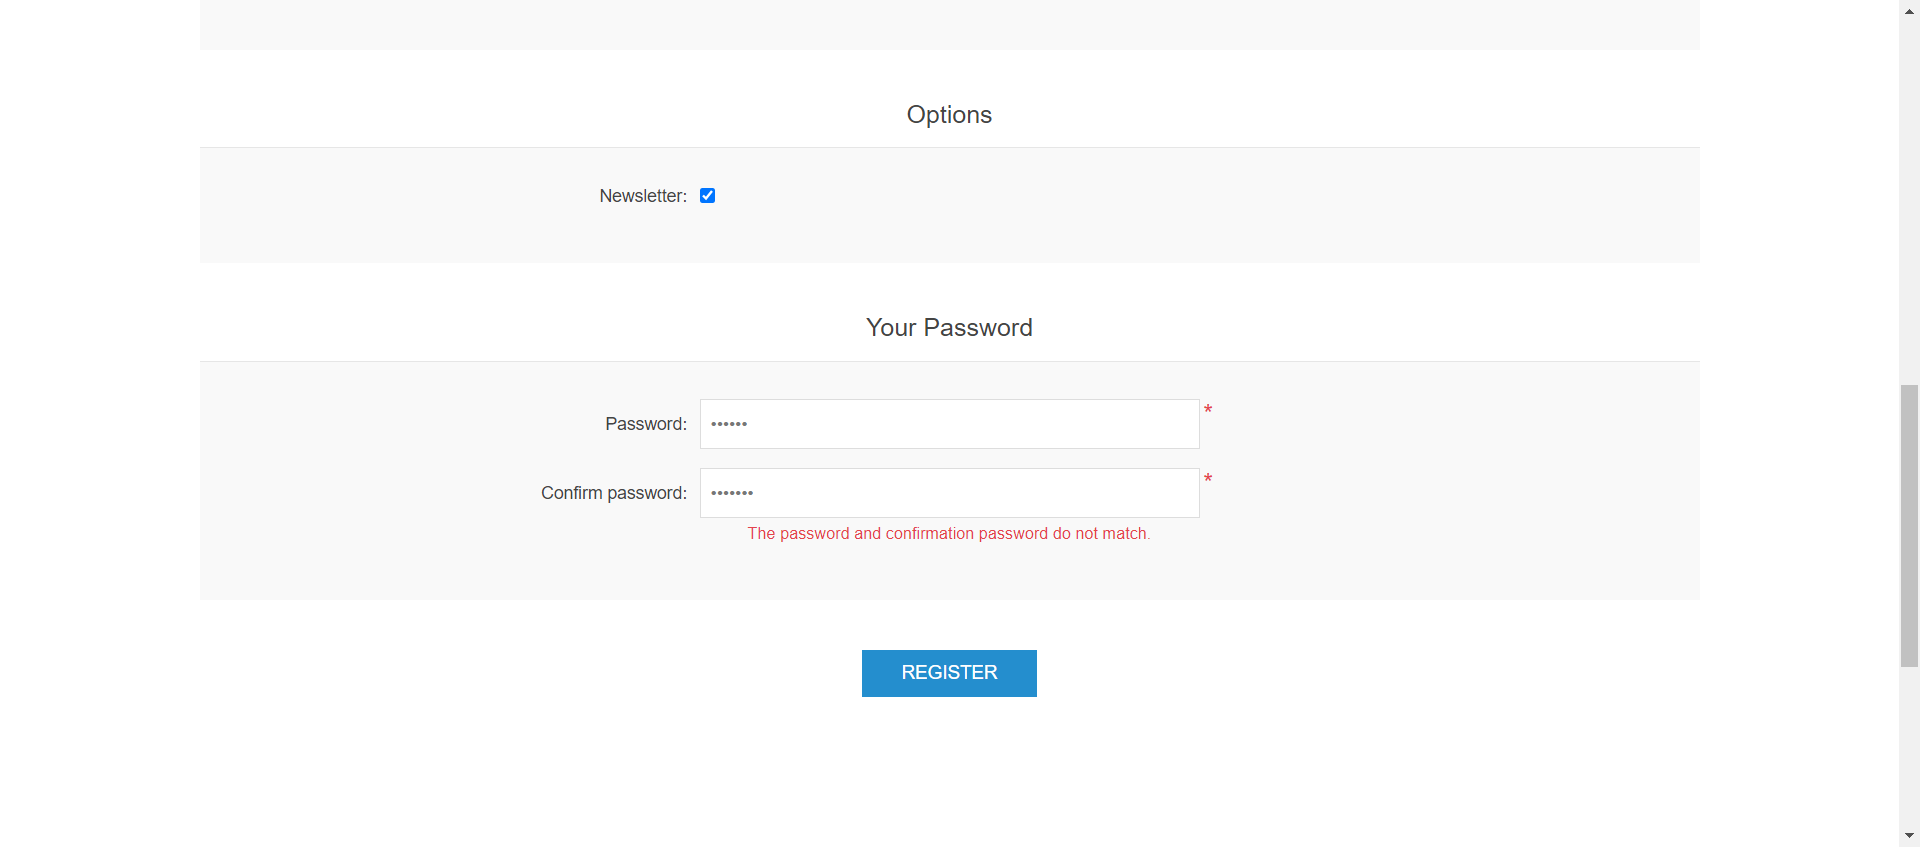 Options
Newsletter:
Your Password
Password: •••••• *
Confirm password: ••••••• *
The password and confirmation password do not match.
REGISTER